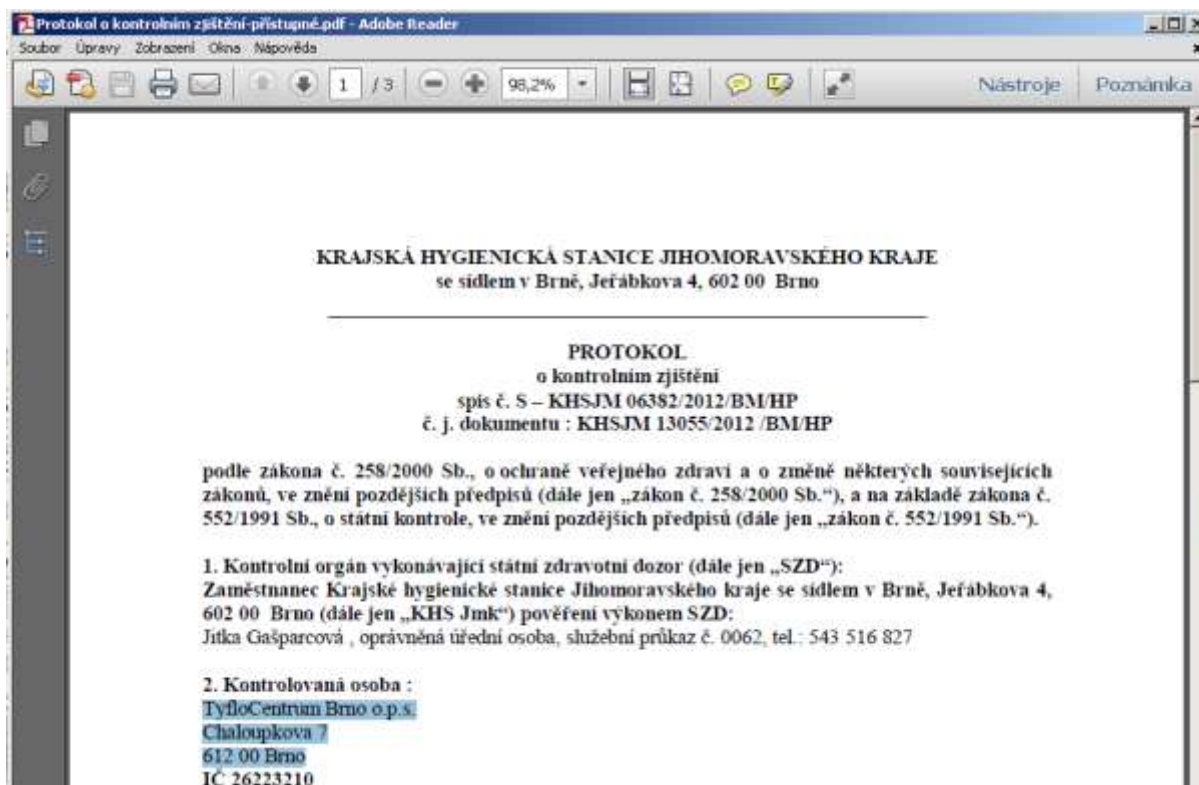 Protokol o kontrolním zjištění-přístupné.pdf - Adobe Reader
Soubor Úpravy Zobrazení Okna Nápověda
1 / 3 98,2% Nástroje Poznámka
KRAJSKÁ HYGIENICKÁ STANICE JIHOMORAVSKÉHO KRAJE
se sídlem v Brně, Jeřábkova 4, 602 00 Brno
PROTOKOL
o kontrolním zjištění
spis č. S – KHSJM 06382/2012/BM/HP
č. j. dokumentu : KHSJM 13055/2012 /BM/HP
podle zákona č. 258/2000 Sb., o ochraně veřejného zdraví a o změně některých souvisejících
zákonů, ve znění pozdějších předpisů (dále jen „zákon č. 258/2000 Sb.“), a na základě zákona č.
552/1991 Sb., o státní kontrole, ve znění pozdějších předpisů (dále jen „zákon č. 552/1991 Sb.“).
1. Kontrolní orgán vykonávající státní zdravotní dozor (dále jen „SZD“):
Zaměstnanec Krajské hygienické stanice Jihomoravského kraje se sídlem v Brně, Jeřábkova 4,
602 00 Brno (dále jen „KHS Jmk“) pověření výkonem SZD:
Jitka Gašparcová , oprávněná úřední osoba, služební průkaz č. 0062, tel.: 543 516 827
2. Kontrolovaná osoba :
TyfloCentrum Brno o.p.s.
Chaloupkova 7
612 00 Brno
IČ 26223210